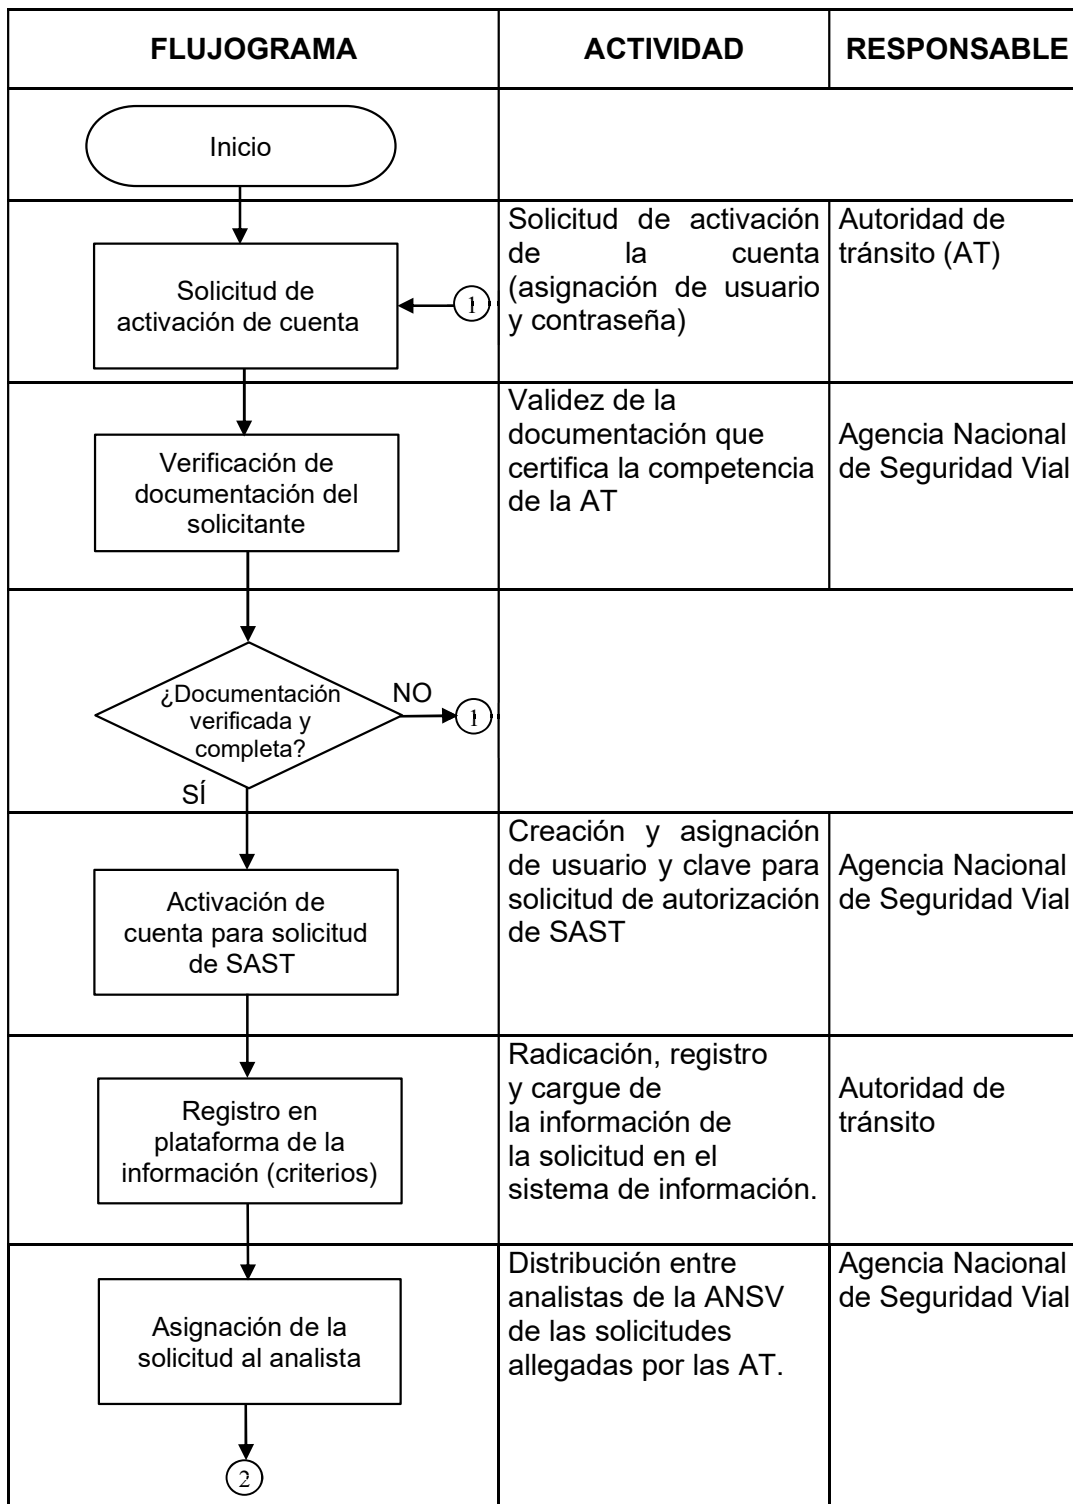 FLUJOGRAMA
ACTIVIDAD
RESPONSABLE
Inicio
Solicitud de
activación de cuenta
1
Solicitud de activación
de la cuenta
(asignación de usuario
y contraseña)
Autoridad de
tránsito (AT)
Verificación de
documentación del
solicitante
Validez de la
documentación que
certifica la competencia
de la AT
Agencia Nacional
de Seguridad Vial
¿Documentación
verificada y
completa?
NO
1
SÍ
Activación de
cuenta para solicitud
de SAST
Creación y asignación
de usuario y clave para
solicitud de autorización
de SAST
Agencia Nacional
de Seguridad Vial
Registro en
plataforma de la
información (criterios)
Radicación, registro
y cargue de
la información de
la solicitud en el
sistema de información.
Autoridad de
tránsito
Asignación de la
solicitud al analista
Distribución entre
analistas de la ANSV
de las solicitudes
allegadas por las AT.
Agencia Nacional
de Seguridad Vial
2